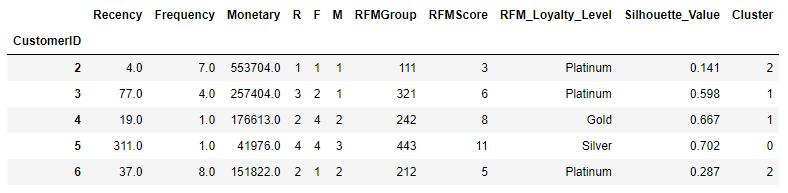 Recency Frequency Monetary R F M RFMGroup RFMScore RFM_Loyalty_Level Silhouette_Value Cluster
CustomerID
2 4.0 7.0 553704.0 1 1 1 111 3 Platinum 0.141 2
3 77.0 4.0 257404.0 3 2 1 321 6 Platinum 0.598 1
4 19.0 1.0 176613.0 2 4 2 242 8 Gold 0.667 1
5 311.0 1.0 41976.0 4 4 3 443 11 Silver 0.702 0
6 37.0 8.0 151822.0 2 1 2 212 5 Platinum 0.287 2